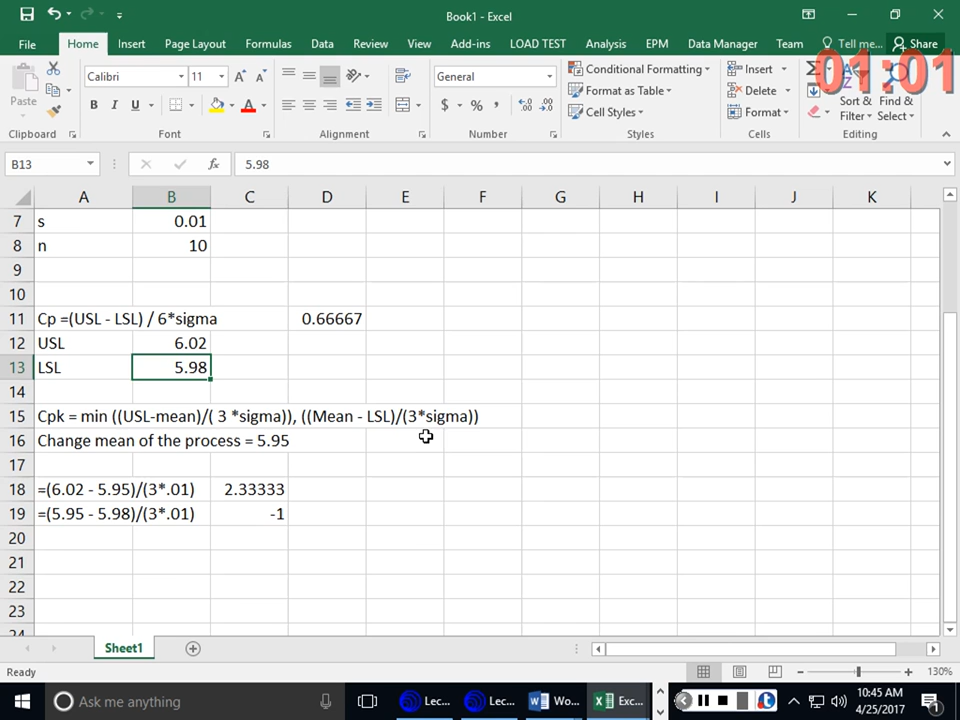 Book1 - Excel
File Home Insert Page Layout Formulas Data Review View Add-ins LOAD TEST Analysis EPM Data Manager Team Tell me... Share
01:01
Paste
Calibri 11
B I U A
General
$ %
Conditional Formatting
Format as Table
Cell Styles
Insert
Delete
Format
Sort & Filter
Find & Select
Clipboard Font Alignment Number Styles Cells Editing
B13 fx 5.98
A B C D E F G H I J K
7 s 0.01
8 n 10
9
10
11 Cp =(USL - LSL) / 6*sigma 0.66667
12 USL 6.02
13 LSL 5.98
14
15 Cpk = min ((USL-mean)/( 3 *sigma)), ((Mean - LSL)/(3*sigma))
16 Change mean of the process = 5.95
17
18 =(6.02 - 5.95)/(3*.01) 2.33333
19 =(5.95 - 5.98)/(3*.01) -1
20
21
22
23
24
Sheet1
Ready 130%
Ask me anything Lec... Lec... Wo... Exc... 10:45 AM
4/25/2017